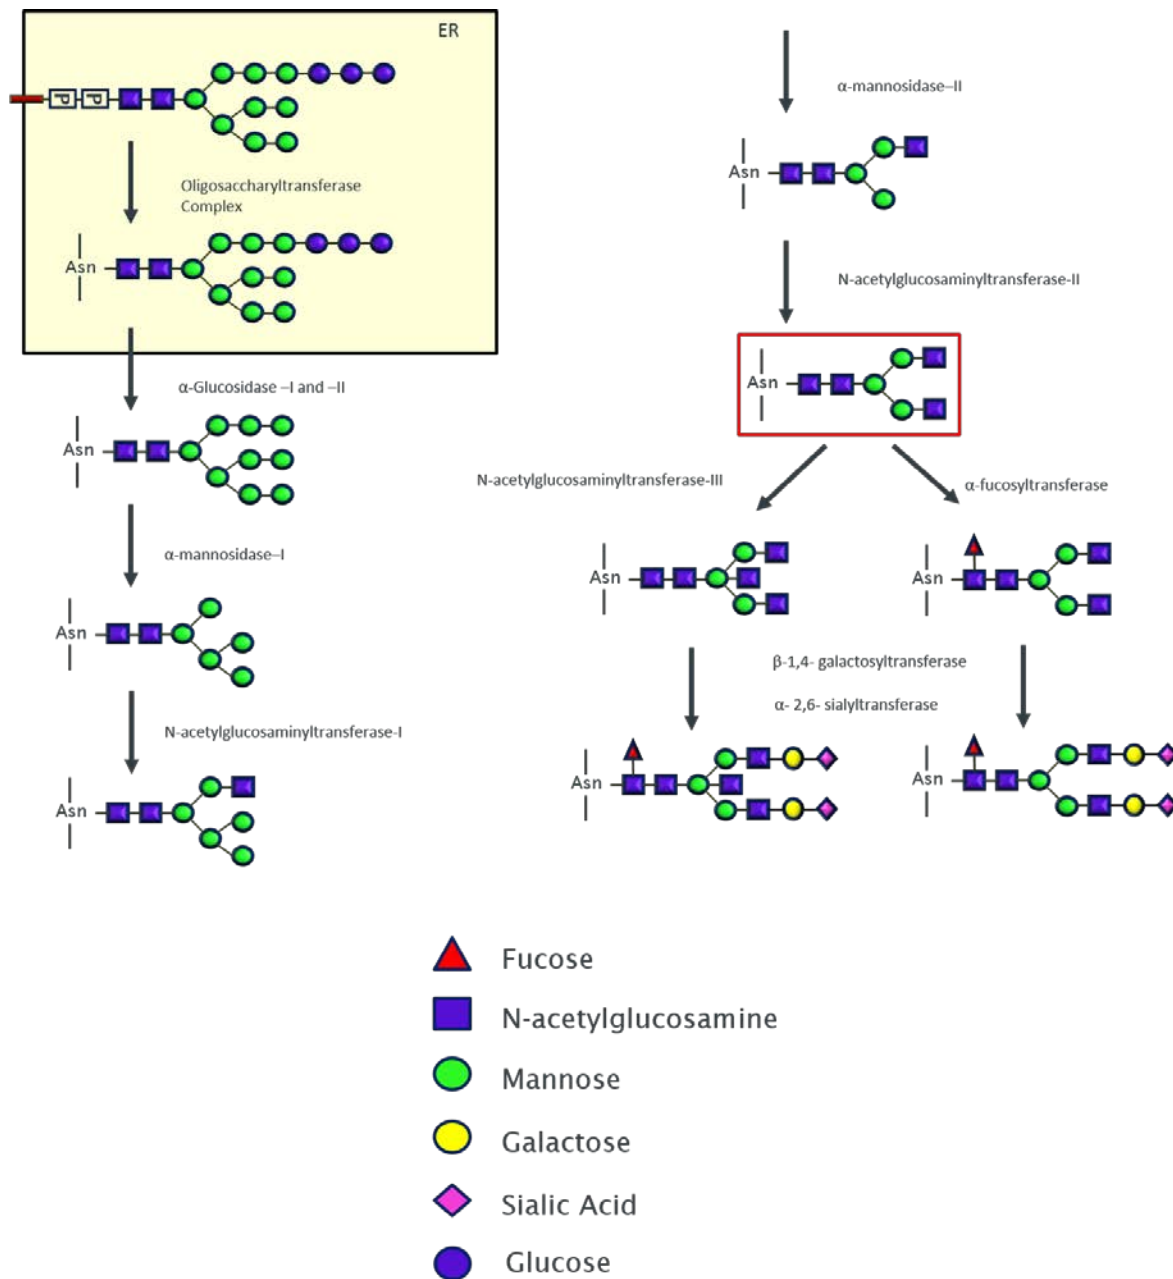 ER
P P
Oligosaccharyltransferase
Complex
Asn
α-Glucosidase –I and –II
Asn
α-mannosidase–I
Asn
N-acetylglucosaminyltransferase-I
Asn
α-mannosidase–II
Asn
N-acetylglucosaminyltransferase-II
Asn
N-acetylglucosaminyltransferase-III
α-fucosyltransferase
Asn
Asn
β-1,4- galactosyltransferase
α- 2,6- sialyltransferase
Asn
Asn
Fucose
N-acetylglucosamine
Mannose
Galactose
Sialic Acid
Glucose